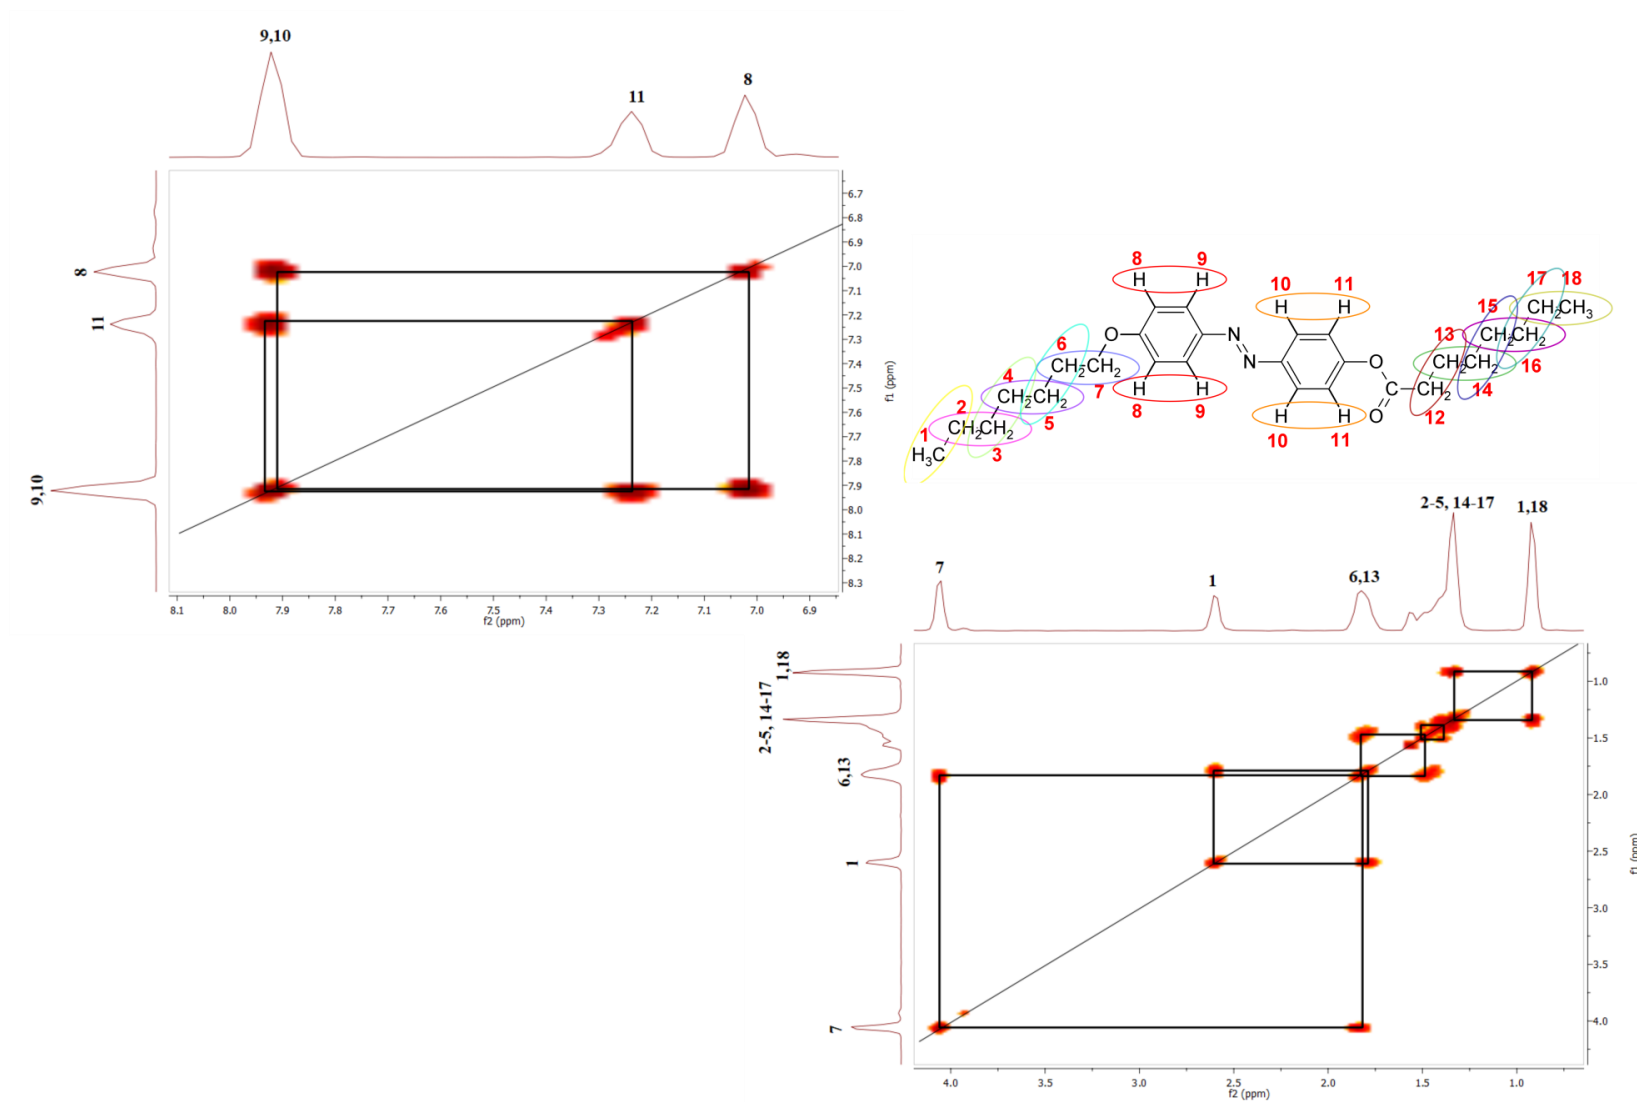 9,10
11
8
8
11
9,10
6.7
6.8
6.9
7.0
7.1
7.2
7.3
7.4
7.5
7.6
7.7
7.8
7.9
8.0
8.1
8.2
8.3
f1 (ppm)
8.1 8.0 7.9 7.8 7.7 7.6 7.5 7.4 7.3 7.2 7.1 7.0 6.9
f2 (ppm)
8 9
H H
10 11
H H
17 18
CH2CH3
15
CH2CH2
16
13
CH2CH2
14
CH2
12
O
C
O
N
N
O
6
CH2CH2
7
4
CH2CH2
5
2
CH2CH2
3
1
H3C
H H
8 9
H H
10 11
7
1
6,13
2-5, 14-17
1,18
1,18
2-5, 14-17
6,13
1
7
1.0
1.5
2.0
2.5
3.0
3.5
4.0
f1 (ppm)
4.0 3.5 3.0 2.5 2.0 1.5 1.0
f2 (ppm)